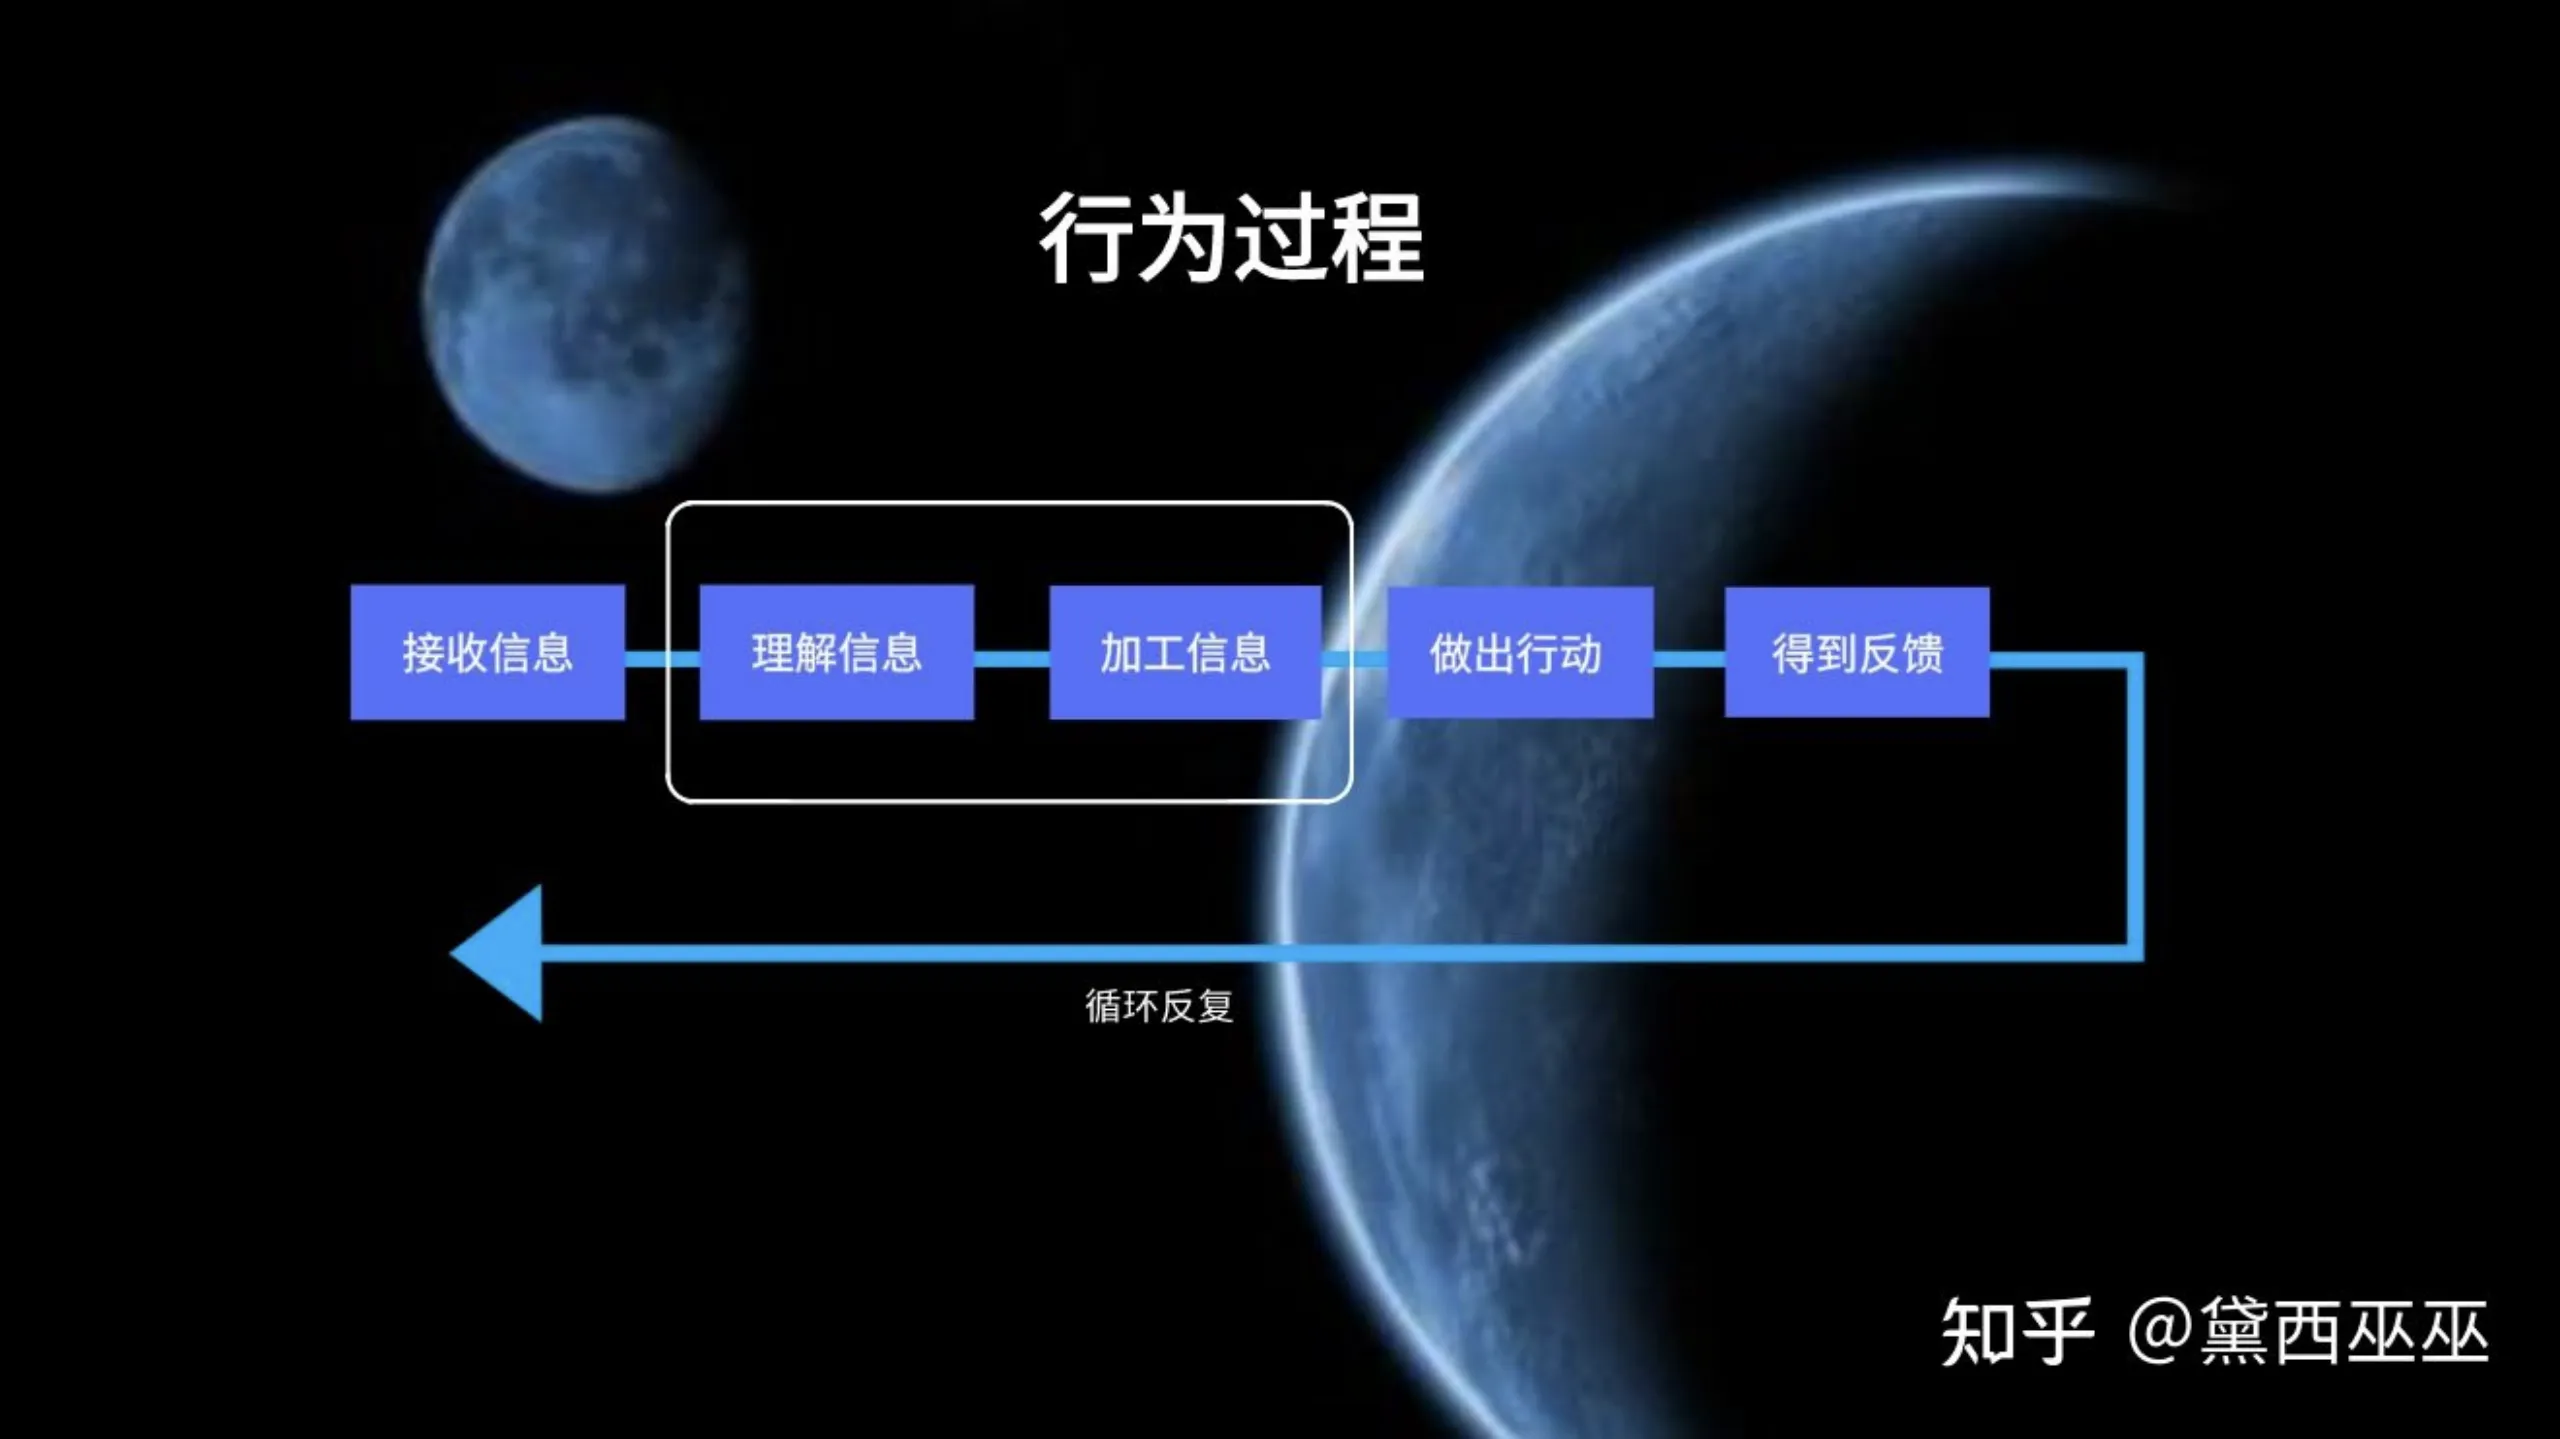 行为过程
接收信息
理解信息
加工信息
做出行动
得到反馈
循环反复
知乎 @黛西巫巫